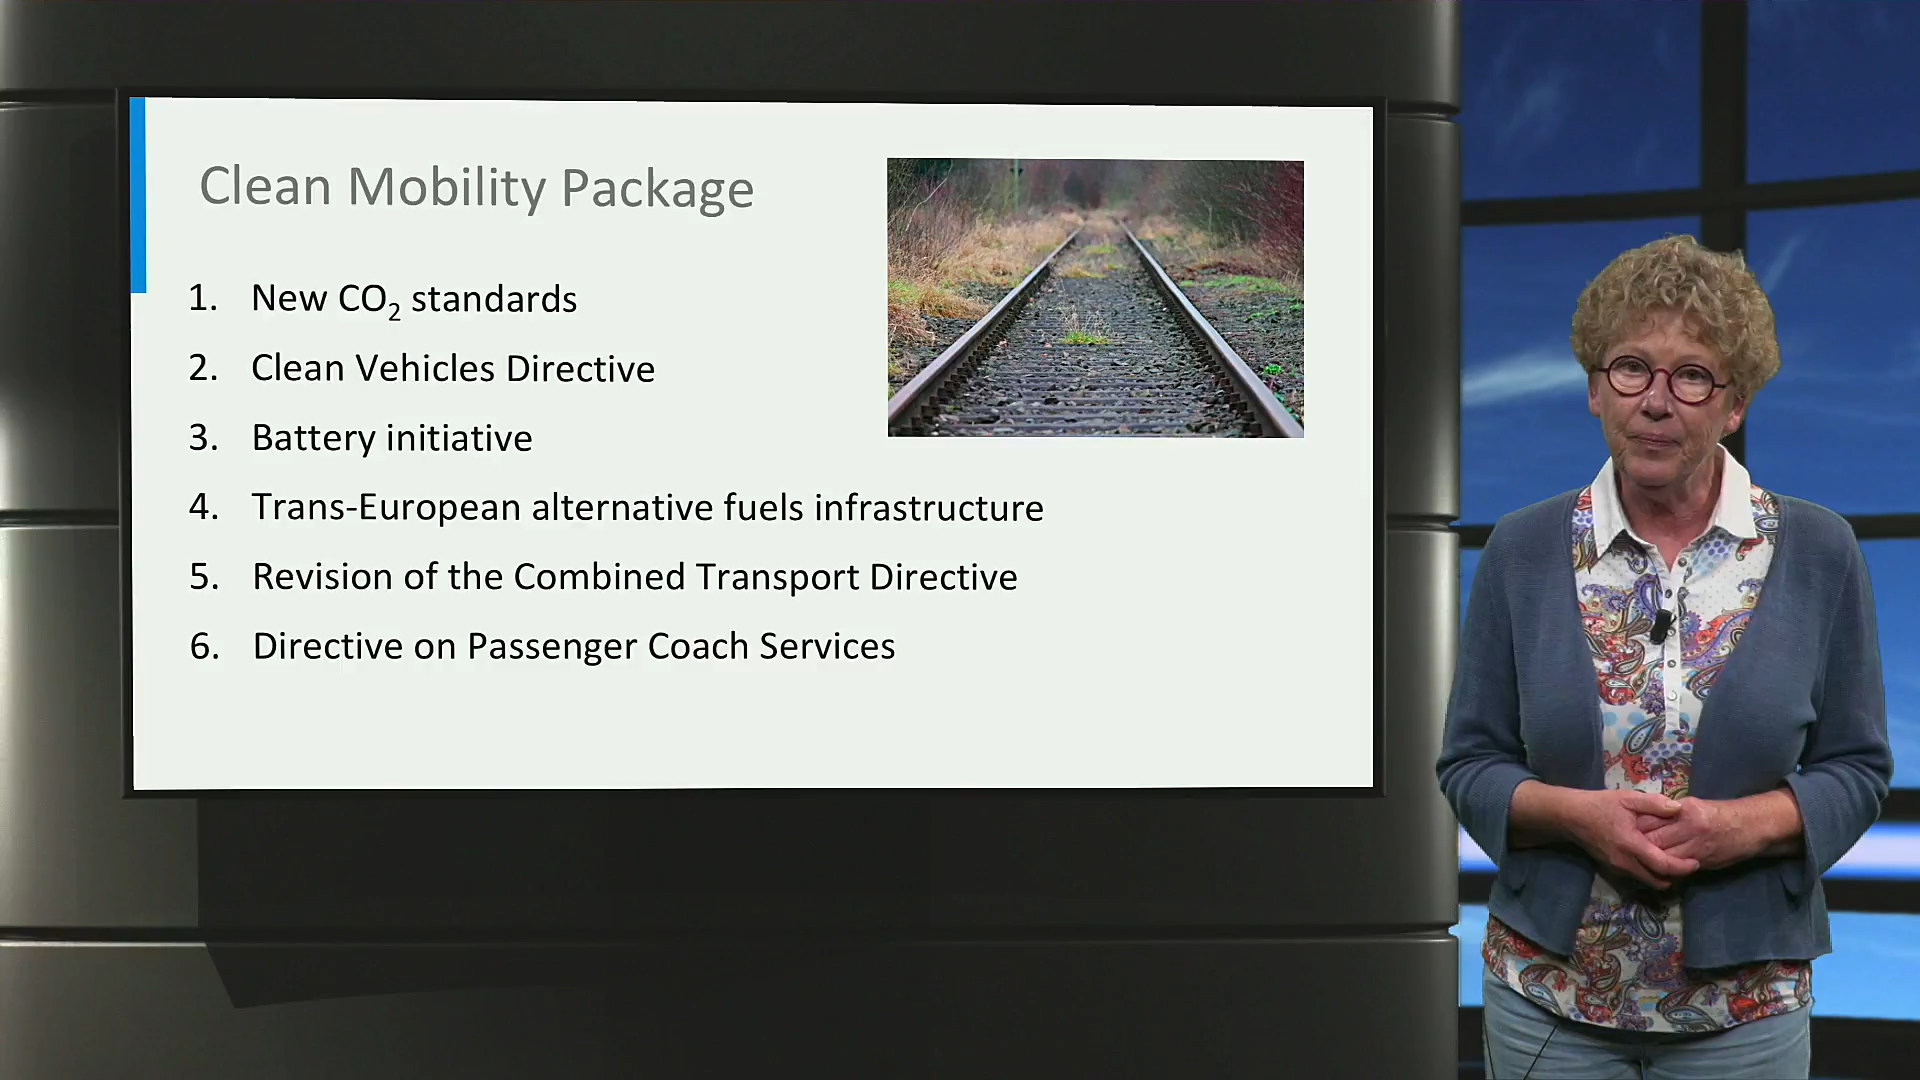 Clean Mobility Package
1. New CO₂ standards
2. Clean Vehicles Directive
3. Battery initiative
4. Trans-European alternative fuels infrastructure
5. Revision of the Combined Transport Directive
6. Directive on Passenger Coach Services